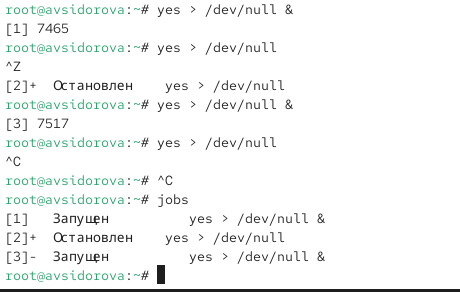 root@avsidorova:~# yes > /dev/null &
[1] 7465
root@avsidorova:~# yes > /dev/null
^Z
[2]+  Остановлен    yes > /dev/null
root@avsidorova:~# yes > /dev/null &
[3] 7517
root@avsidorova:~# yes > /dev/null
^C
root@avsidorova:~# ^C
root@avsidorova:~# jobs
[1]   Запущен          yes > /dev/null &
[2]+  Остановлен    yes > /dev/null
[3]-  Запущен          yes > /dev/null &
root@avsidorova:~#